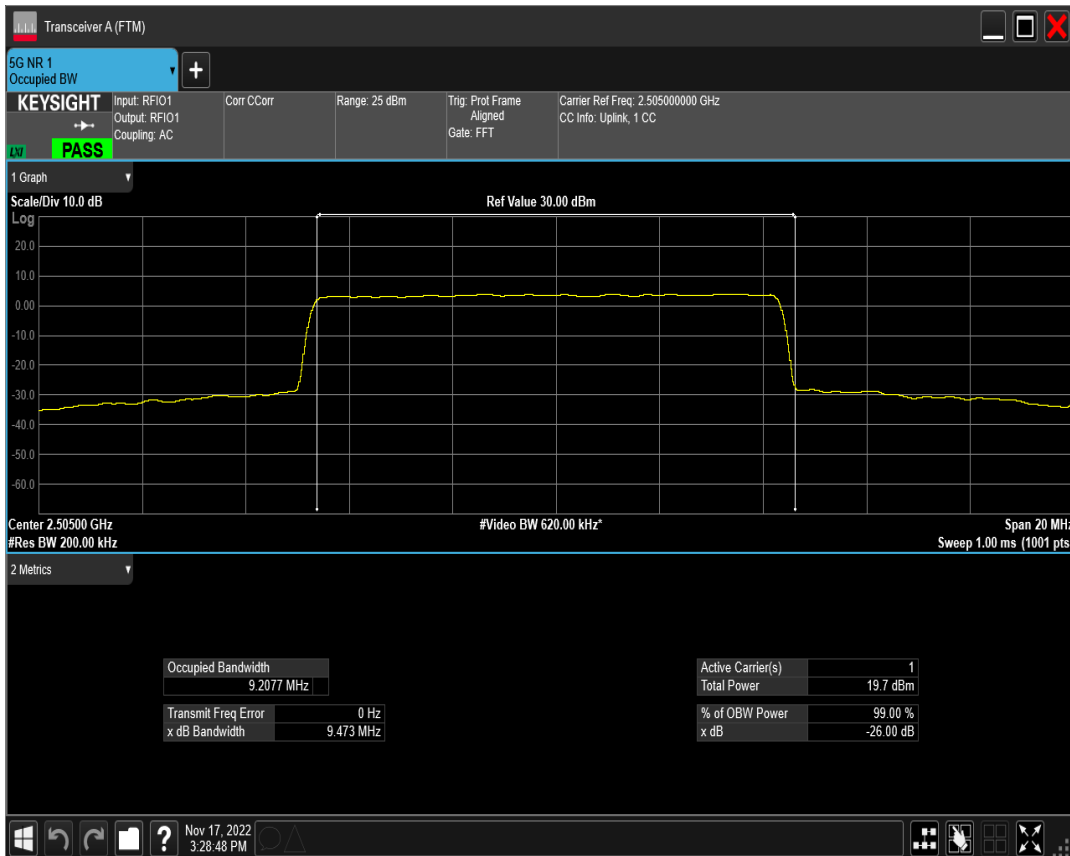 Transceiver A (FTM)
5G NR 1
Occupied BW
+
KEYSIGHT
LXI
PASS
Input: RFIO1
Output: RFIO1
Coupling: AC
Corr CCorr
Range: 25 dBm
Trig: Prot Frame
Aligned
Gate: FFT
Carrier Ref Freq: 2.505000000 GHz
CC Info: Uplink, 1 CC
1 Graph
Scale/Div 10.0 dB
Ref Value 30.00 dBm
Log
20.0
10.0
0.00
-10.0
-20.0
-30.0
-40.0
-50.0
-60.0
Center 2.50500 GHz
#Video BW 620.00 kHz*
Span 20 MHz
#Res BW 200.00 kHz
Sweep 1.00 ms (1001 pts
2 Metrics
Occupied Bandwidth
9.2077 MHz
Transmit Freq Error 0 Hz
x dB Bandwidth 9.473 MHz
Active Carrier(s) 1
Total Power 19.7 dBm
% of OBW Power 99.00 %
x dB -26.00 dB
?
Nov 17, 2022
3:28:48 PM